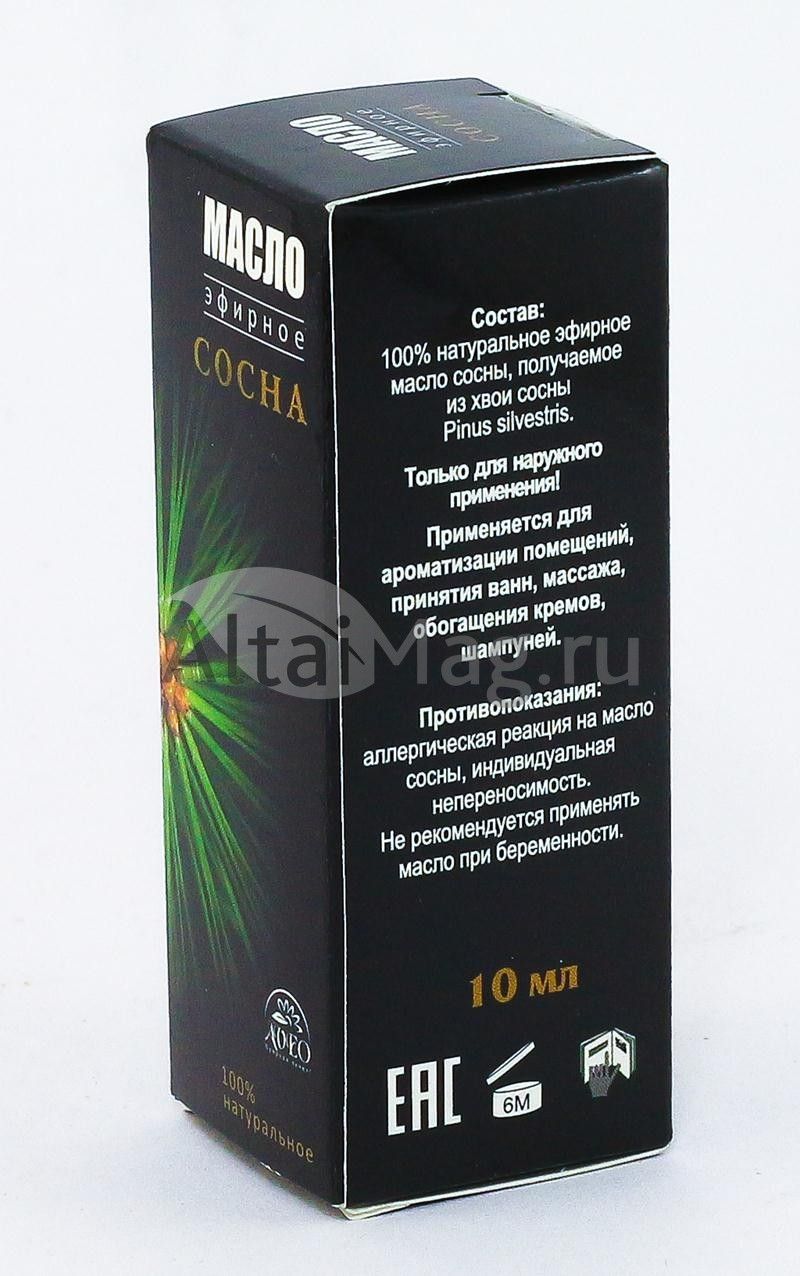 МАСЛО
эфирное
СОСНА
МАСЛО
эфирное
СОСНА
100%
натуральное
Состав:
100% натуральное эфирное
масло сосны, получаемое
из хвои сосны
Pinus silvestris.
Только для наружного
применения!
Применяется для
ароматизации помещений,
принятия ванн, массажа,
обогащения кремов,
шампуней.
Противопоказания:
аллергическая реакция на масло
сосны, индивидуальная
непереносимость.
Не рекомендуется применять
масло при беременности.
10 мл
EAC
6M
AltaiMag.ru